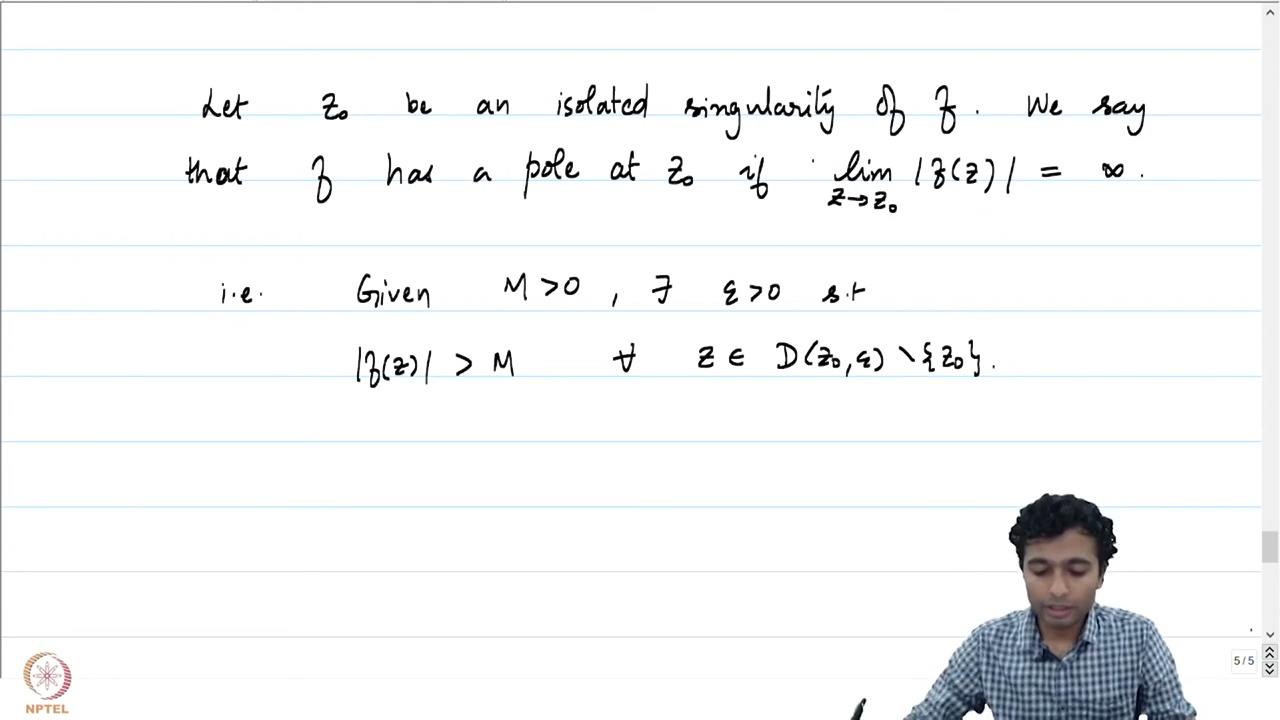 Let z₀ be an isolated singularity of f. We say
that f has a pole at z₀ if lim_{z→z₀} |f(z)| = ∞.
i.e. Given M>0, ∃ ε>0 s.t
|f(z)| > M ∀ z ∈ D(z₀,ε)∖{z₀}.
5/5
NPTEL